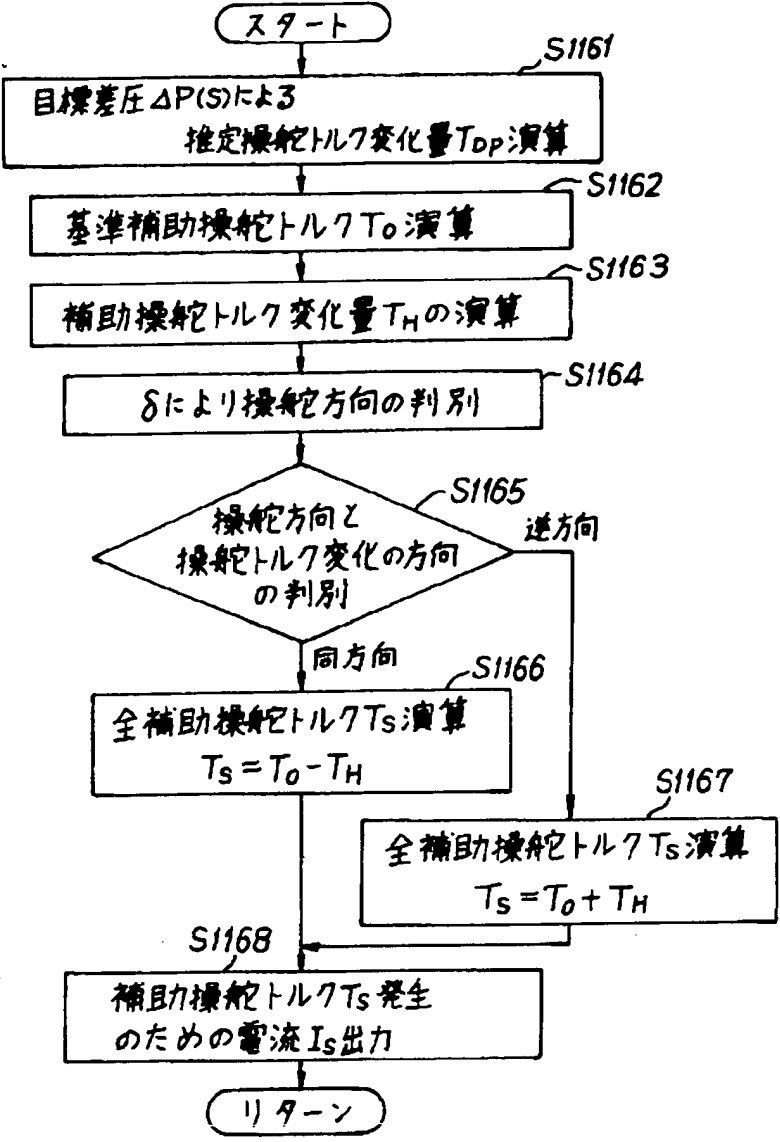 スタート
S1161
目標差圧ΔP(S)による
推定操舵トルク変化量TDP演算
S1162
基準補助操舵トルクTO演算
S1163
補助操舵トルク変化量THの演算
S1164
δにより操舵方向の判別
S1165
操舵方向と
操舵トルク変化の方向
の判別
逆方向
同方向
S1166
全補助操舵トルクTS演算
TS=TO-TH
S1167
全補助操舵トルクTS演算
TS=TO+TH
S1168
補助操舵トルクTS発生
のための電流IS出力
リターン